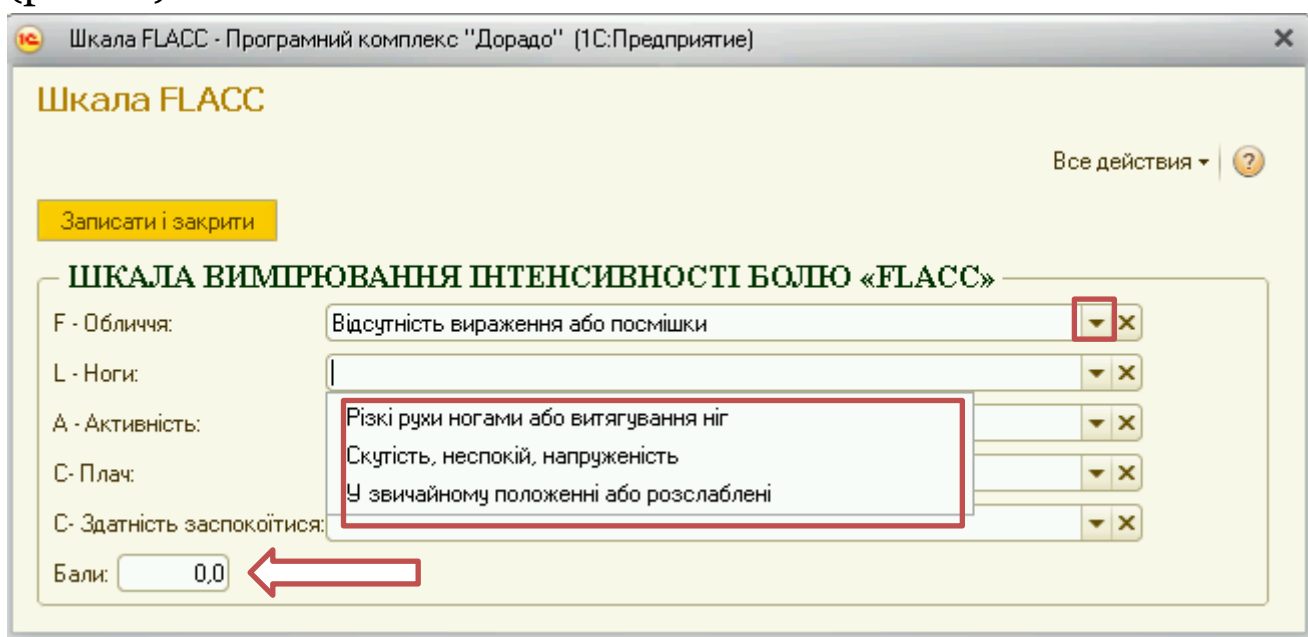 Шкала FLACC - Програмний комплекс "Дорадо" (1С:Предприятие)
Шкала FLACC
Все действия
Записати і закрити
ШКАЛА ВИМІРЮВАННЯ ІНТЕНСИВНОСТІ БОЛЮ «FLACC»
F - Обличчя: Відсутність вираження або посмішки
L - Ноги:
А - Активність:
Різкі рухи ногами або витягування ніг
Скутість, неспокій, напруженість
У звичайному положенні або розслаблені
С- Плач:
С- Здатність заспокоїтися:
Бали: 0,0